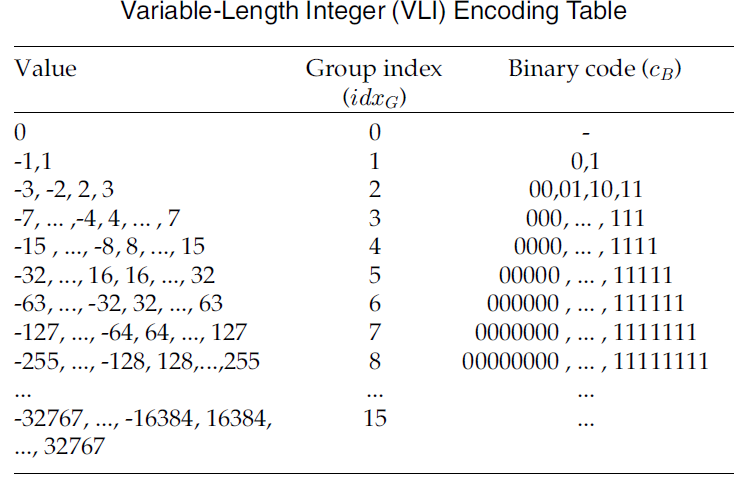 Variable-Length Integer (VLI) Encoding Table
Value Group index Binary code (c_B)
(idx_G)
0 0 -
-1,1 1 0,1
-3, -2, 2, 3 2 00,01,10,11
-7, ... ,-4, 4, ... , 7 3 000, ... , 111
-15 , ..., -8, 8, ..., 15 4 0000, ... , 1111
-32, ..., 16, 16, ..., 32 5 00000 , ... , 11111
-63, ..., -32, 32, ..., 63 6 000000 , ... , 111111
-127, ..., -64, 64, ..., 127 7 0000000 , ... , 1111111
-255, ..., -128, 128,...,255 8 00000000 , ... , 11111111
... ... ...
-32767, ..., -16384, 16384, 15 ...
..., 32767